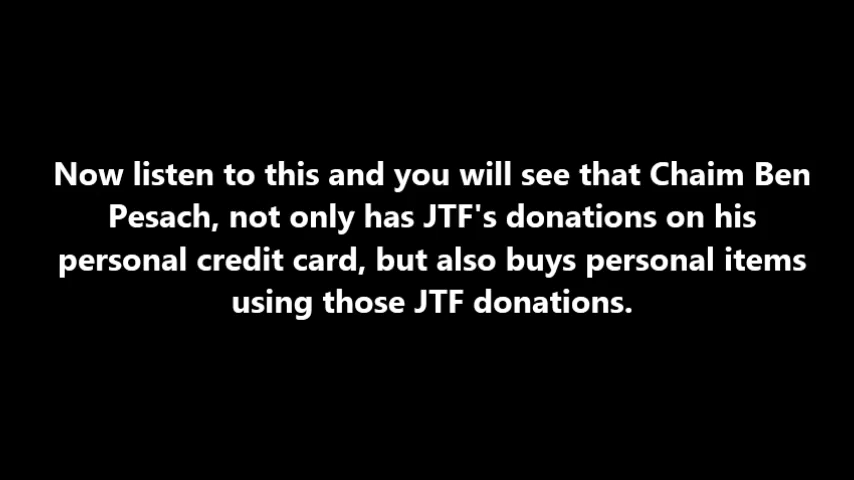 Now listen to this and you will see that Chaim Ben
Pesach, not only has JTF's donations on his
personal credit card, but also buys personal items
using those JTF donations.